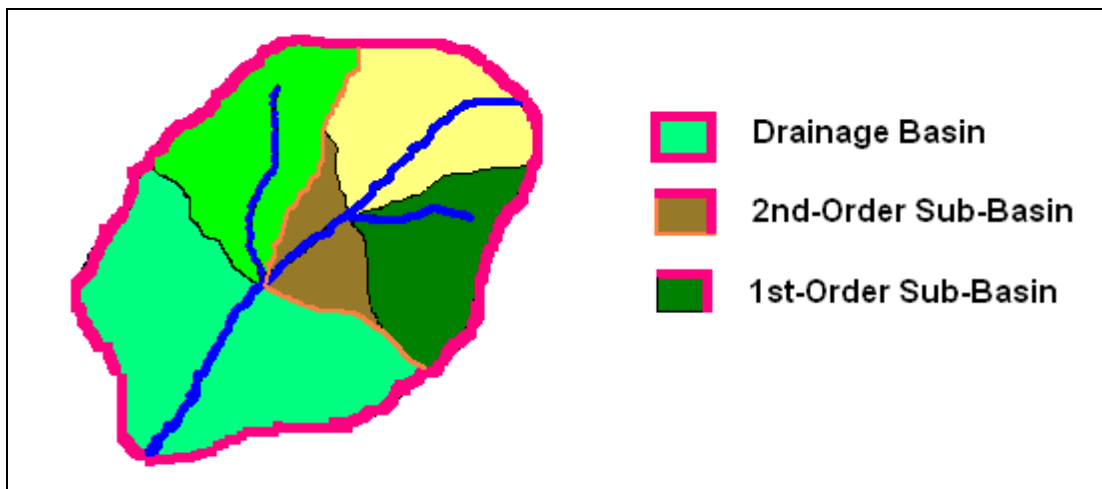 Drainage Basin
2nd-Order Sub-Basin
1st-Order Sub-Basin